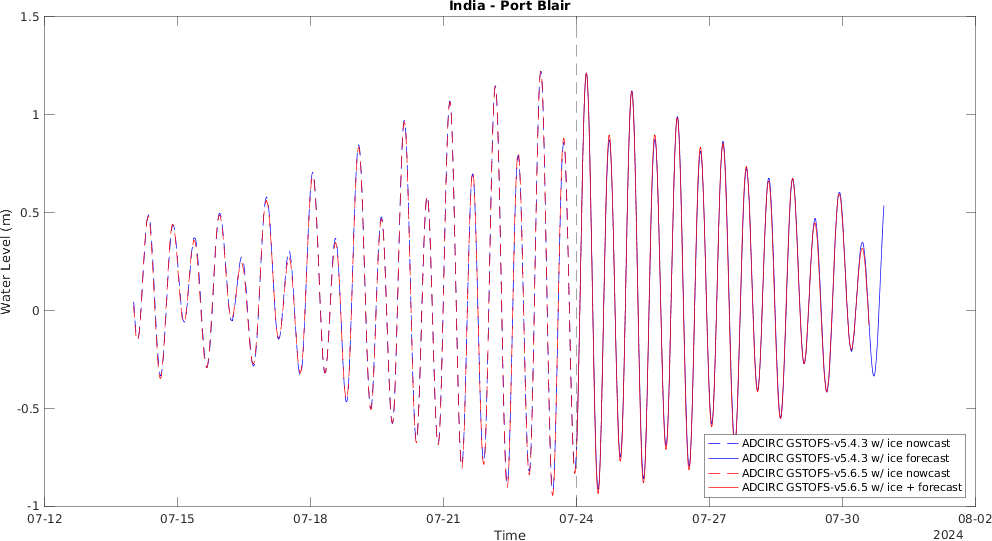 India - Port Blair
1.5
1
0.5
0
-0.5
-1
Water Level (m)
ADCIRC GSTOFS-v5.4.3 w/ ice nowcast
ADCIRC GSTOFS-v5.4.3 w/ ice forecast
ADCIRC GSTOFS-v5.6.5 w/ ice nowcast
ADCIRC GSTOFS-v5.6.5 w/ ice + forecast
07-12 07-15 07-18 07-21 07-24 07-27 07-30 08-02
Time
2024